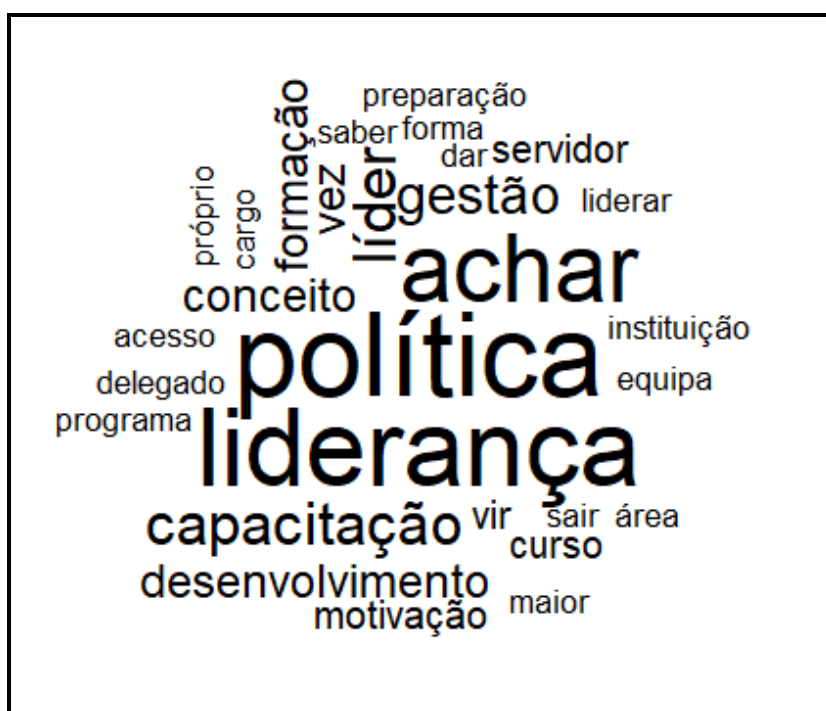 preparação
saber forma
dar servidor
formação
vez
líder
gestão
liderar
próprio
cargo
achar
conceito
política
instituição
acesso
equipa
delegado
programa
liderança
capacitação
vir
sair
área
curso
desenvolvimento
maior
motivação